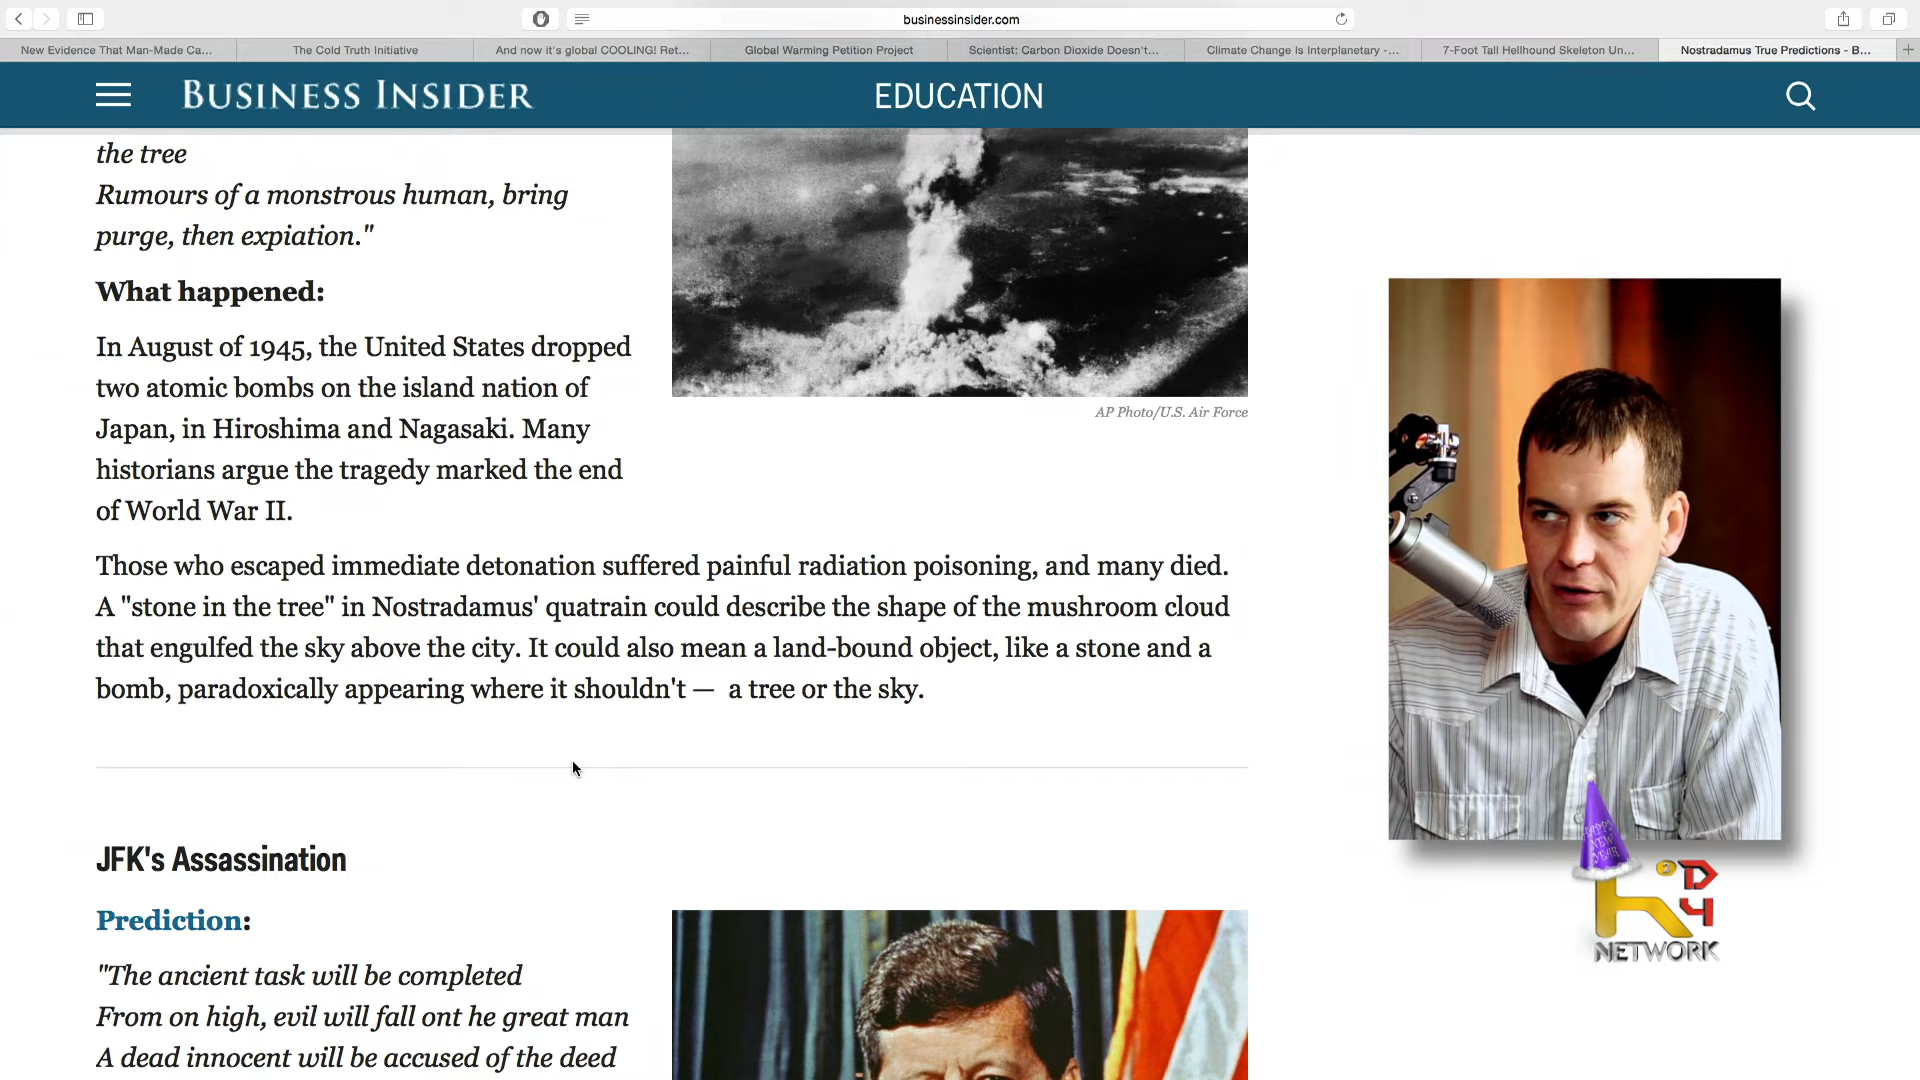 businessinsider.com
New Evidence That Man-Made Ca...
The Cold Truth Initiative
And now it's global COOLING! Ret...
Global Warming Petition Project
Scientist: Carbon Dioxide Doesn't...
Climate Change Is Interplanetary -...
7-Foot Tall Hellhound Skeleton Un...
Nostradamus True Predictions - B...
BUSINESS INSIDER
EDUCATION
the tree
Rumours of a monstrous human, bring
purge, then expiation."
What happened:
In August of 1945, the United States dropped
two atomic bombs on the island nation of
Japan, in Hiroshima and Nagasaki. Many
historians argue the tragedy marked the end
of World War II.
AP Photo/U.S. Air Force
Those who escaped immediate detonation suffered painful radiation poisoning, and many died.
A "stone in the tree" in Nostradamus' quatrain could describe the shape of the mushroom cloud
that engulfed the sky above the city. It could also mean a land-bound object, like a stone and a
bomb, paradoxically appearing where it shouldn't — a tree or the sky.
JFK's Assassination
Prediction:
"The ancient task will be completed
From on high, evil will fall ont he great man
A dead innocent will be accused of the deed
HAPPY
NEW
YEAR
K²D4
NETWORK